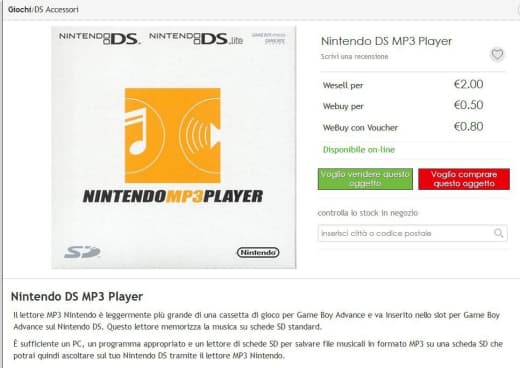 Giochi/DS Accessori
NINTENDO DS™ NINTENDO DS Lite
NINTENDO MP3 PLAYER
SD
Nintendo
Nintendo DS MP3 Player
Scrivi una recensione
Wesell per €2.00
Webuy per €0.50
WeBuy con Voucher €0.80
Disponibile on-line
Voglio vendere questo
oggetto
Voglio comprare
questo oggetto
controlla lo stock in negozio
inserisci città o codice postale
Nintendo DS MP3 Player
Il lettore MP3 Nintendo è leggermente più grande di una cassetta di gioco per Game Boy Advance e va inserito nello slot per Game Boy
Advance sul Nintendo DS. Questo lettore memorizza la musica su schede SD standard.
È sufficiente un PC, un programma appropriato e un lettore di schede SD per salvare file musicali in formato MP3 su una scheda SD che
potrai quindi ascoltare sul tuo Nintendo DS tramite il lettore MP3 Nintendo.